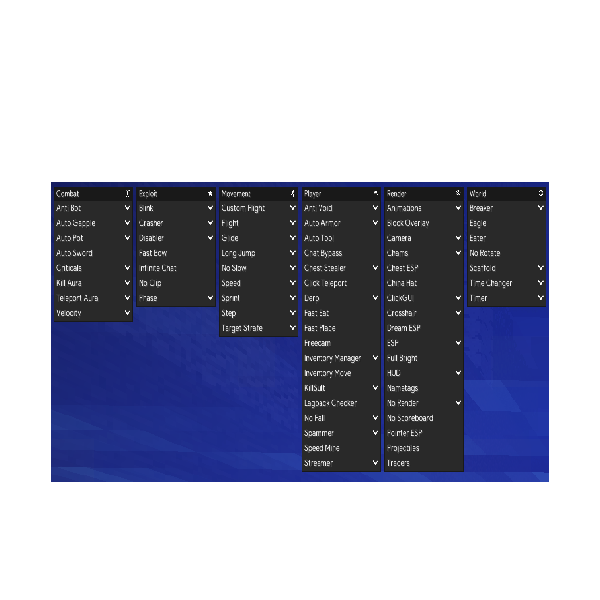 Combat
Anti Bot
Auto Gapple
Auto Pot
Auto Sword
Criticals
Kill Aura
Teleport Aura
Velocity
Exploit
Blink
Crasher
Disabler
Fast Bow
Infinite Chat
No Clip
Phase
Movement
Custom Flight
Flight
Glide
Long Jump
No Slow
Speed
Sprint
Step
Target Strafe
Player
Anti Void
Auto Armor
Auto Tool
Chat Bypass
Chest Stealer
Click Teleport
Derp
Fast Eat
Fast Place
Freecam
Inventory Manager
Inventory Move
KillSult
Lagback Checker
No Fall
Spammer
Speed Mine
Streamer
Render
Animations
Block Overlay
Camera
Chams
Chest ESP
China Hat
ClickGUI
Crosshair
Dream ESP
ESP
Full Bright
HUD
Nametags
No Render
No Scoreboard
Pointer ESP
Projectiles
Tracers
World
Breaker
Eagle
Eater
No Rotate
Scaffold
Time Changer
Timer